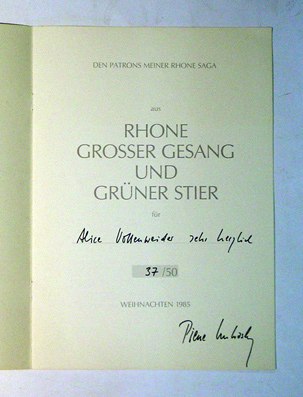 DEN PATRONS MEINER RHONE SAGA
aus
RHONE
GROSSER GESANG
UND
GRÜNER STIER
für
Alice Vollenweider sehr herzlich
37/50
WEIHNACHTEN 1985
Pierre